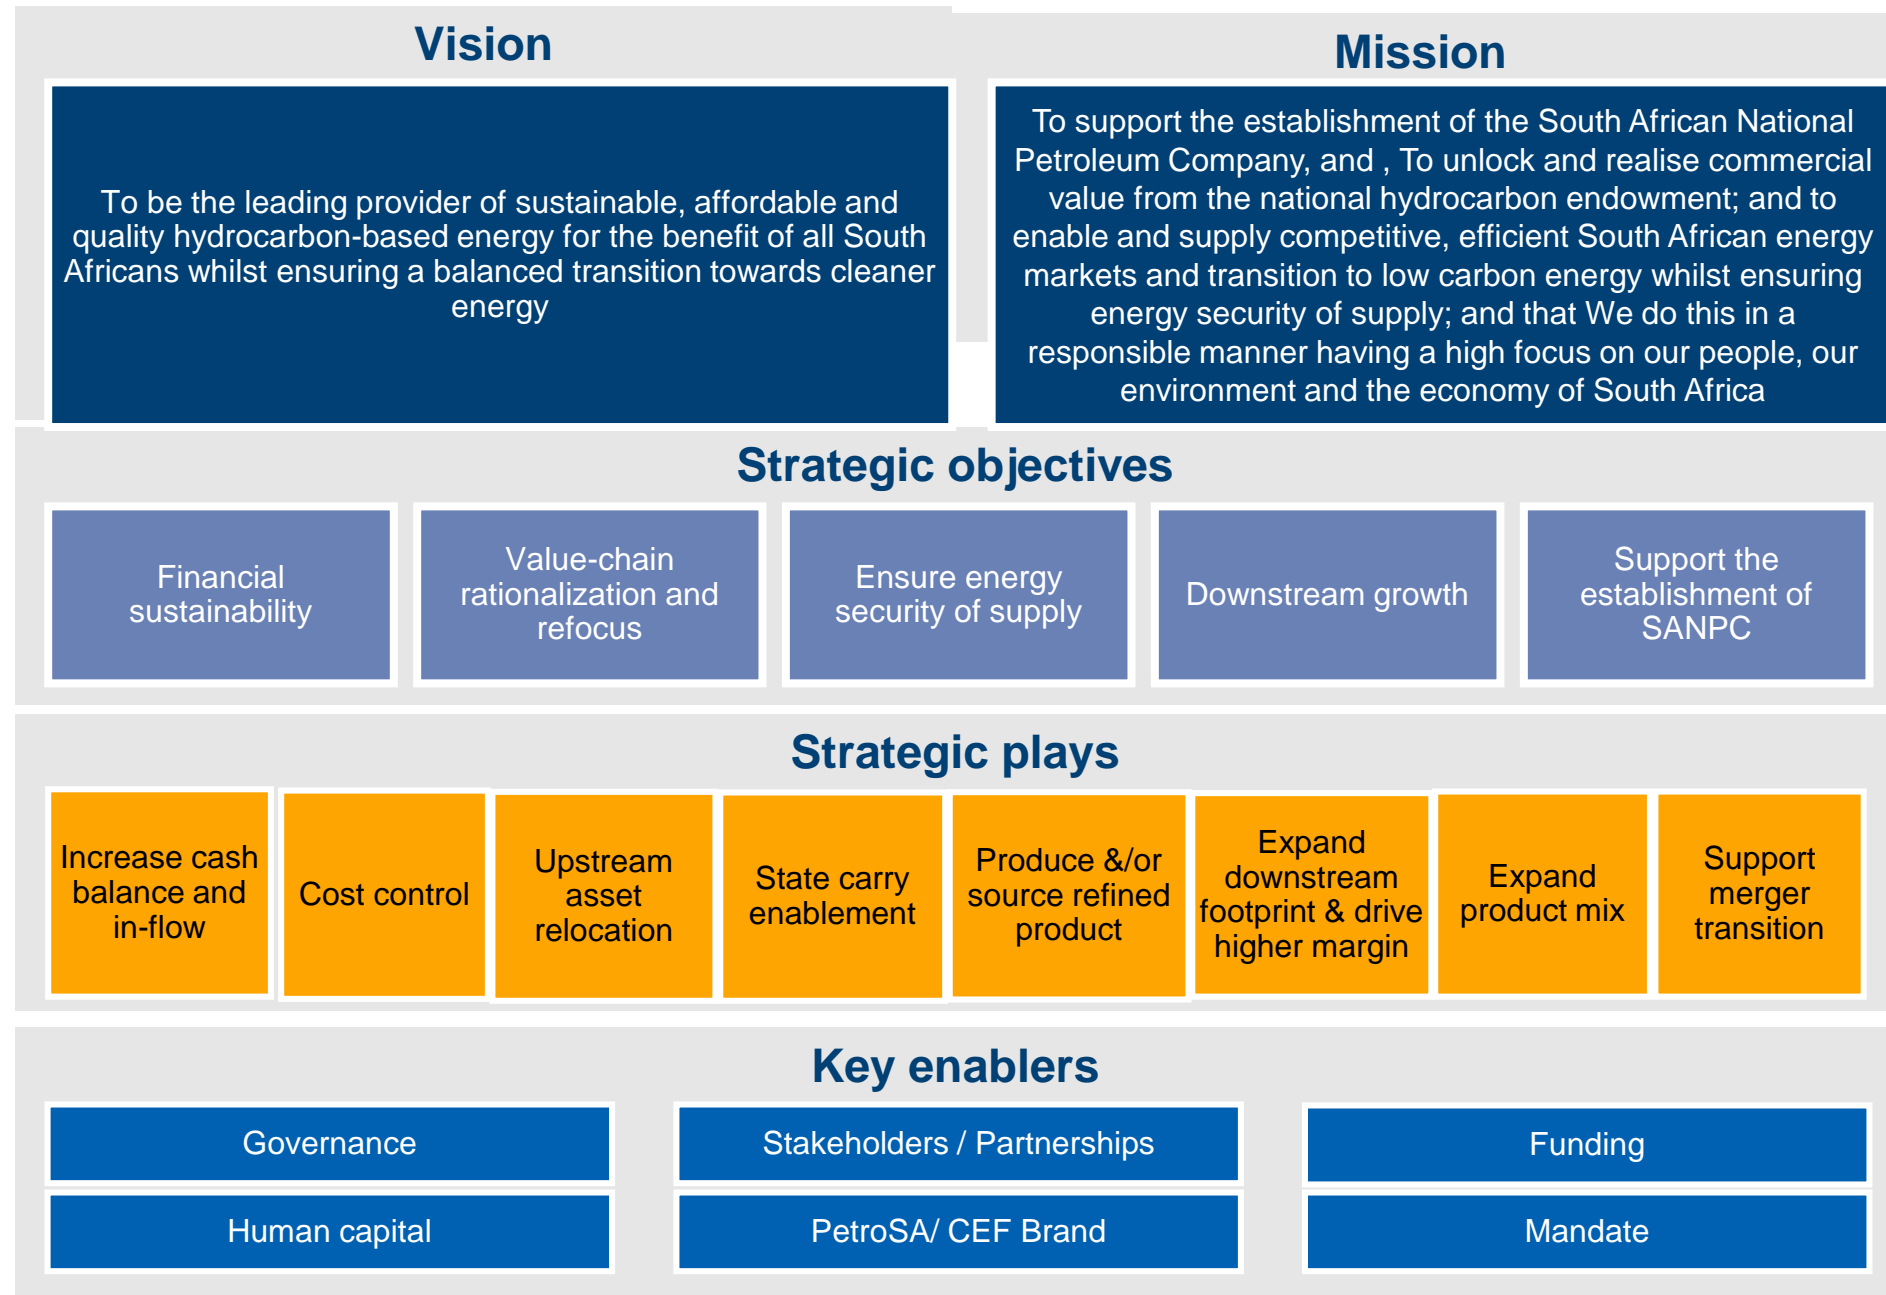 Vision
To be the leading provider of sustainable, affordable and
quality hydrocarbon-based energy for the benefit of all South
Africans whilst ensuring a balanced transition towards cleaner
energy
Mission
To support the establishment of the South African National
Petroleum Company, and , To unlock and realise commercial
value from the national hydrocarbon endowment; and to
enable and supply competitive, efficient South African energy
markets and transition to low carbon energy whilst ensuring
energy security of supply; and that We do this in a
responsible manner having a high focus on our people, our
environment and the economy of South Africa
Strategic objectives
Financial
sustainability
Value-chain
rationalization and
refocus
Ensure energy
security of supply
Downstream growth
Support the
establishment of
SANPC
Strategic plays
Increase cash
balance and
in-flow
Cost control
Upstream
asset
relocation
State carry
enablement
Produce &/or
source refined
product
Expand
downstream
footprint & drive
higher margin
Expand
product mix
Support
merger
transition
Key enablers
Governance
Stakeholders / Partnerships
Funding
Human capital
PetroSA/ CEF Brand
Mandate